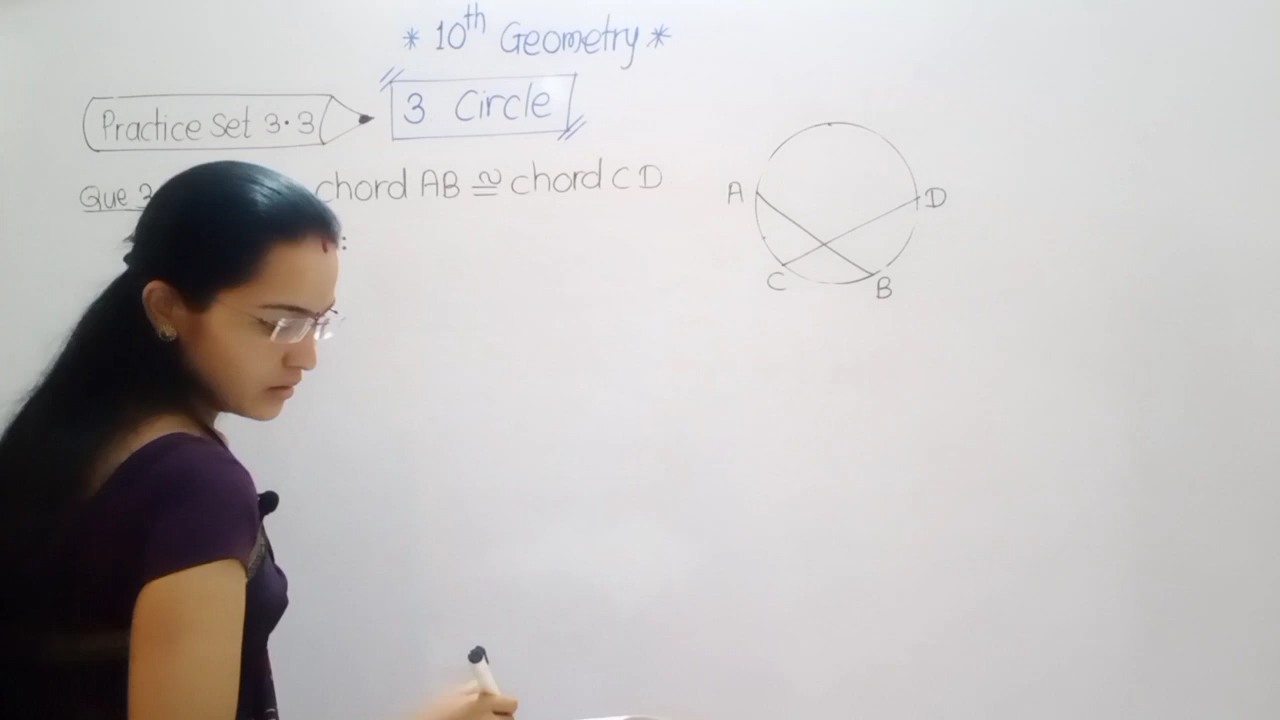 * 10th Geometry *
3 Circle
Practice Set 3.3
Que 3 chord AB ≅ chord CD
A
D
C
B